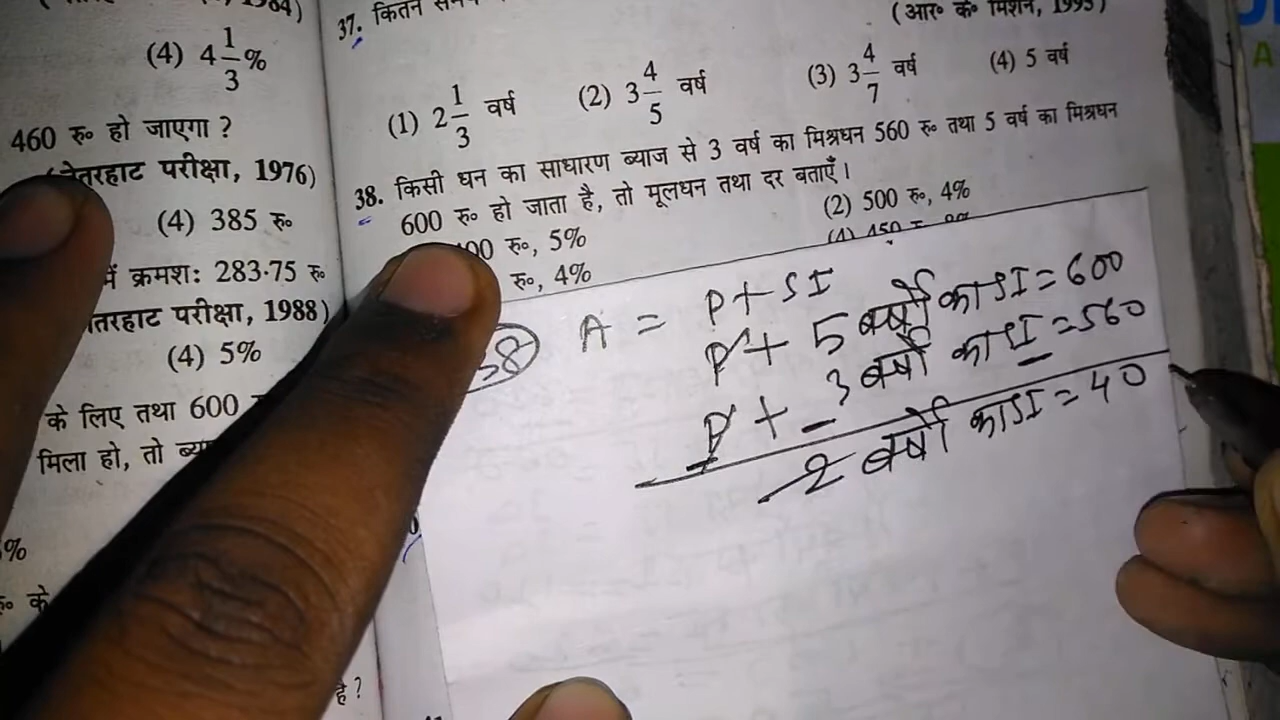 (4) 4 1/3 %
460 रु० हो जाएगा ?
परीक्षा, 1976)
(4) 385 रु०
में क्रमश: 283·75 रु०
परीक्षा, 1988)
(4) 5%
के लिए तथा 600
मिला हो, तो
%
है ?
37. कितने
(आर० के० मिशन, 1995)
(1) 2 1/3 वर्ष (2) 3 4/5 वर्ष (3) 3 4/7 वर्ष (4) 5 वर्ष
38. किसी धन का साधारण ब्याज से 3 वर्ष का मिश्रधन 560 रु० तथा 5 वर्ष का मिश्रधन
600 रु० हो जाता है, तो मूलधन तथा दर बताएँ।
रु०, 5% (2) 500 रु०, 4%
रु०, 4%
38 A = P + SI
P + 5 वर्षों का SI = 600
P + 3 वर्षों का SI = 560
2 वर्षों का SI = 40